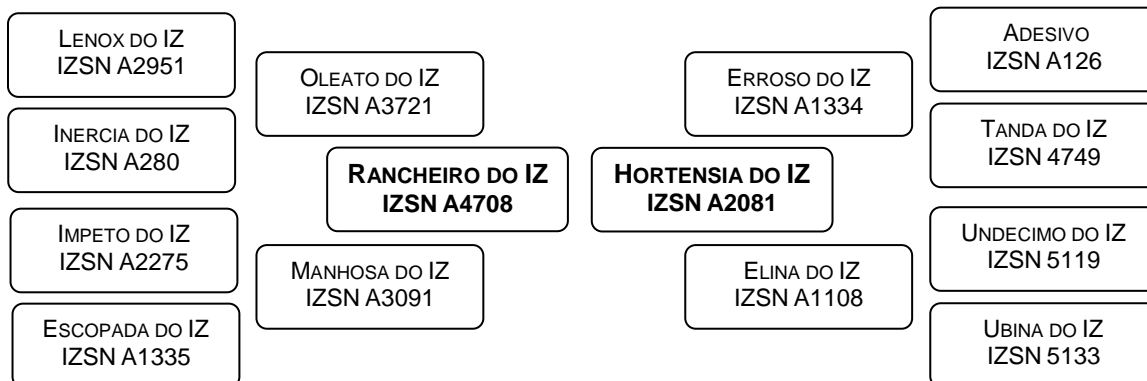 LENOX DO IZ
IZSN A2951
INERCIA DO IZ
IZSN A280
IMPETO DO IZ
IZSN A2275
ESCOPADA DO IZ
IZSN A1335
OLEATO DO IZ
IZSN A3721
MANHOSA DO IZ
IZSN A3091
RANCHEIRO DO IZ
IZSN A4708
HORTENSIA DO IZ
IZSN A2081
ERROSO DO IZ
IZSN A1334
ELINA DO IZ
IZSN A1108
ADESIVO
IZSN A126
TANDA DO IZ
IZSN 4749
UNDECIMO DO IZ
IZSN 5119
UBINA DO IZ
IZSN 5133